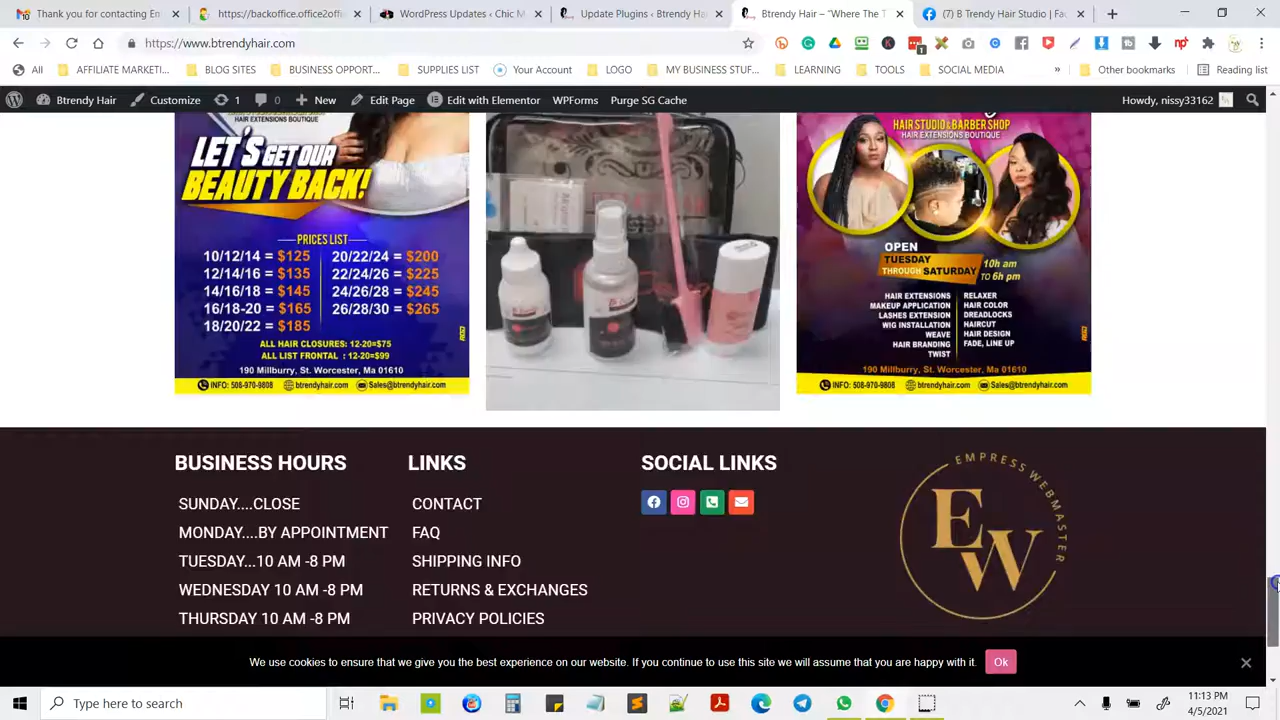 Thank you for contacting
business.offices2office
WordPress Updates ‹ Chic M
Update Plugins ‹ Btrendy Hair
Btrendy Hair – "Where The T
(7) B Trendy Hair Studio | Fac
https://www.btrendyhair.com
All
AFFILIATE MARKETI...
BLOG SITES
BUSINESS OPPORT...
SUPPLIES LIST
Your Account
LOGO
MY BUSINESS STUF...
LEARNING
TOOLS
SOCIAL MEDIA
»
Other bookmarks
Reading list
Btrendy Hair
Customize
1
0
New
Edit Page
Edit with Elementor
WPForms
Purge SG Cache
Howdy, nissy33162
HAIR EXTENSIONS BOUTIQUE
LET'S GET OUR
BEAUTY BACK!
PRICES LIST
10/12/14 = $125
12/14/16 = $135
14/16/18 = $145
16/18-20 = $165
18/20/22 = $185
20/22/24 = $200
22/24/26 = $225
24/26/28 = $245
26/28/30 = $265
ALL HAIR CLOSURES: 12-20=$75
ALL LIST FRONTAL : 12-20=$99
190 Millburry, St. Worcester, Ma 01610
INFO: 508-970-9808
btrendyhair.com
Sales@btrendyhair.com
HAIR STUDIO & BARBER SHOP
HAIR EXTENSIONS BOUTIQUE
OPEN
TUESDAY
THROUGH SATURDAY
10h am
TO 6h pm
HAIR EXTENSIONS
MAKEUP APPLICATION
LASHES EXTENSION
WIG INSTALLATION
WEAVE
HAIR BRANDING
TWIST
RELAXER
HAIR COLOR
DREADLOCKS
HAIRCUT
HAIR DESIGN
FADE, LINE UP
190 Millburry, St. Worcester, Ma 01610
INFO: 508-970-9808
btrendyhair.com
Sales@btrendyhair.com
BUSINESS HOURS
SUNDAY....CLOSE
MONDAY....BY APPOINTMENT
TUESDAY...10 AM -8 PM
WEDNESDAY 10 AM -8 PM
THURSDAY 10 AM -8 PM
LINKS
CONTACT
FAQ
SHIPPING INFO
RETURNS & EXCHANGES
PRIVACY POLICIES
SOCIAL LINKS
EMPRESS WEBMASTER
EW
We use cookies to ensure that we give you the best experience on our website. If you continue to use this site we will assume that you are happy with it.
Ok
Type here to search
11:13 PM
4/5/2021